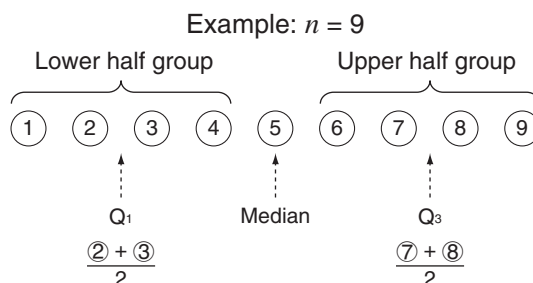 Example: n = 9
Lower half group Upper half group
① ② ③ ④ ⑤ ⑥ ⑦ ⑧ ⑨
Q₁ Median Q₃
② + ③ ⑦ + ⑧
2 2